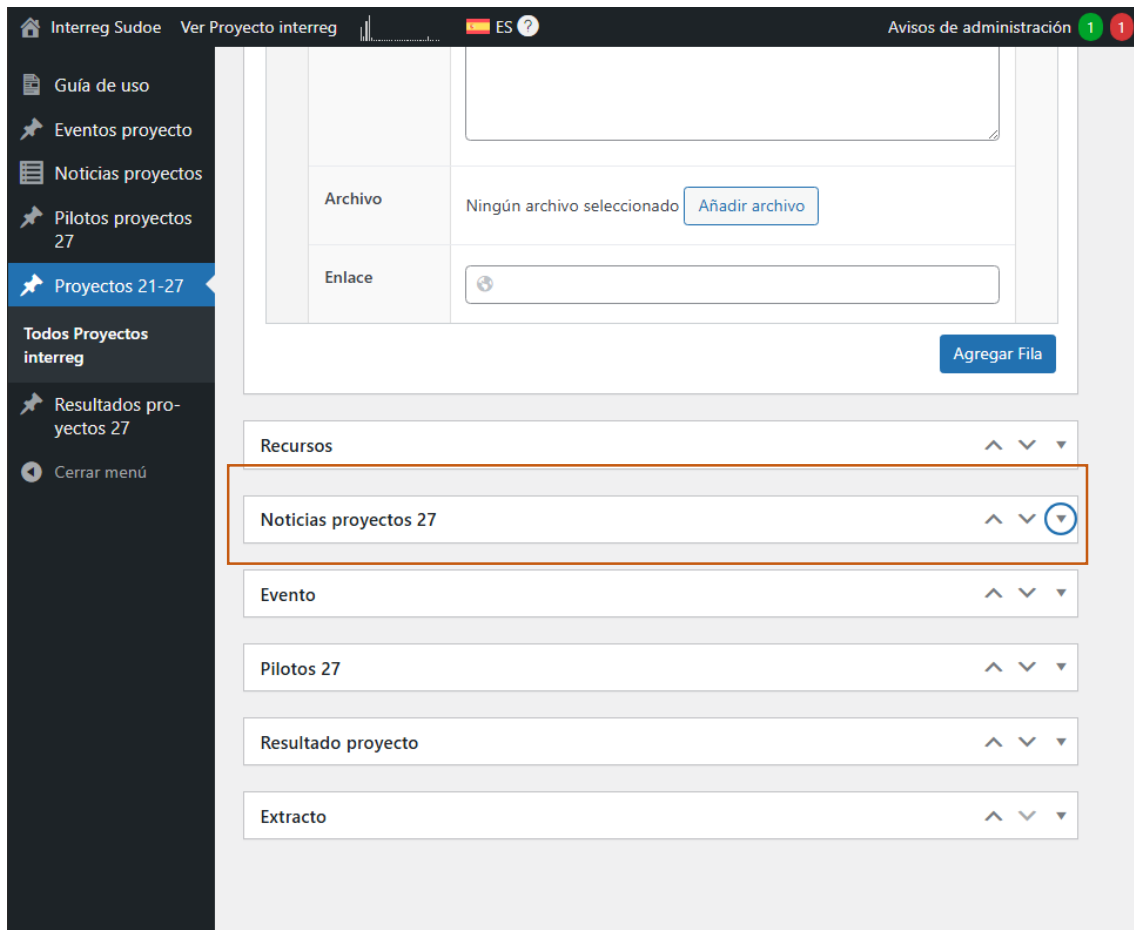 Interreg Sudoe Ver Proyecto interreg ES ? Avisos de administración 1 1
Guía de uso
Eventos proyecto
Noticias proyectos
Pilotos proyectos
27
Proyectos 21-27
Todos Proyectos
interreg
Resultados pro-
yectos 27
Cerrar menú
Archivo
Ningún archivo seleccionado Añadir archivo
Enlace
Agregar Fila
Recursos
Noticias proyectos 27
Evento
Pilotos 27
Resultado proyecto
Extracto